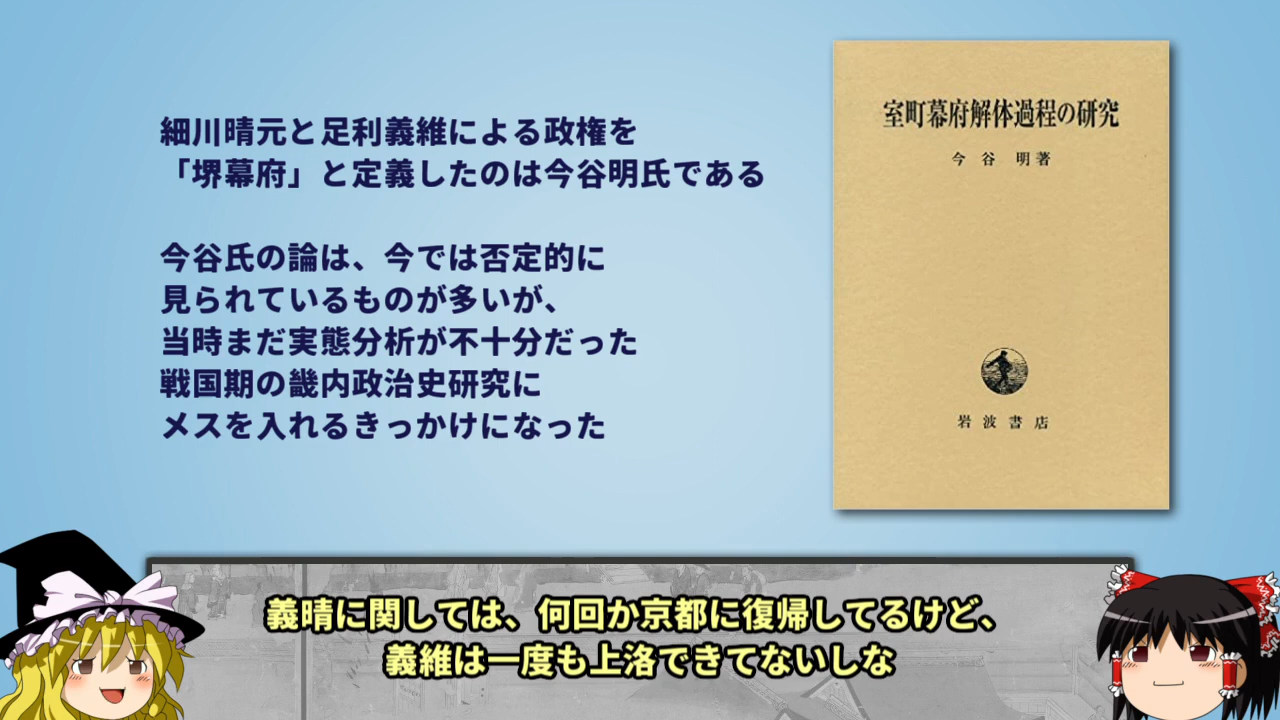 細川晴元と足利義維による政権を
「堺幕府」と定義したのは今谷明氏である
今谷氏の論は、今では否定的に
見られているものが多いが、
当時まだ実態分析が不十分だった
戦国期の畿内政治史研究に
メスを入れるきっかけになった
室町幕府解体過程の研究
今谷 明著
岩波書店
義晴に関しては、何回か京都に復帰してるけど、
義維は一度も上洛できてないしな